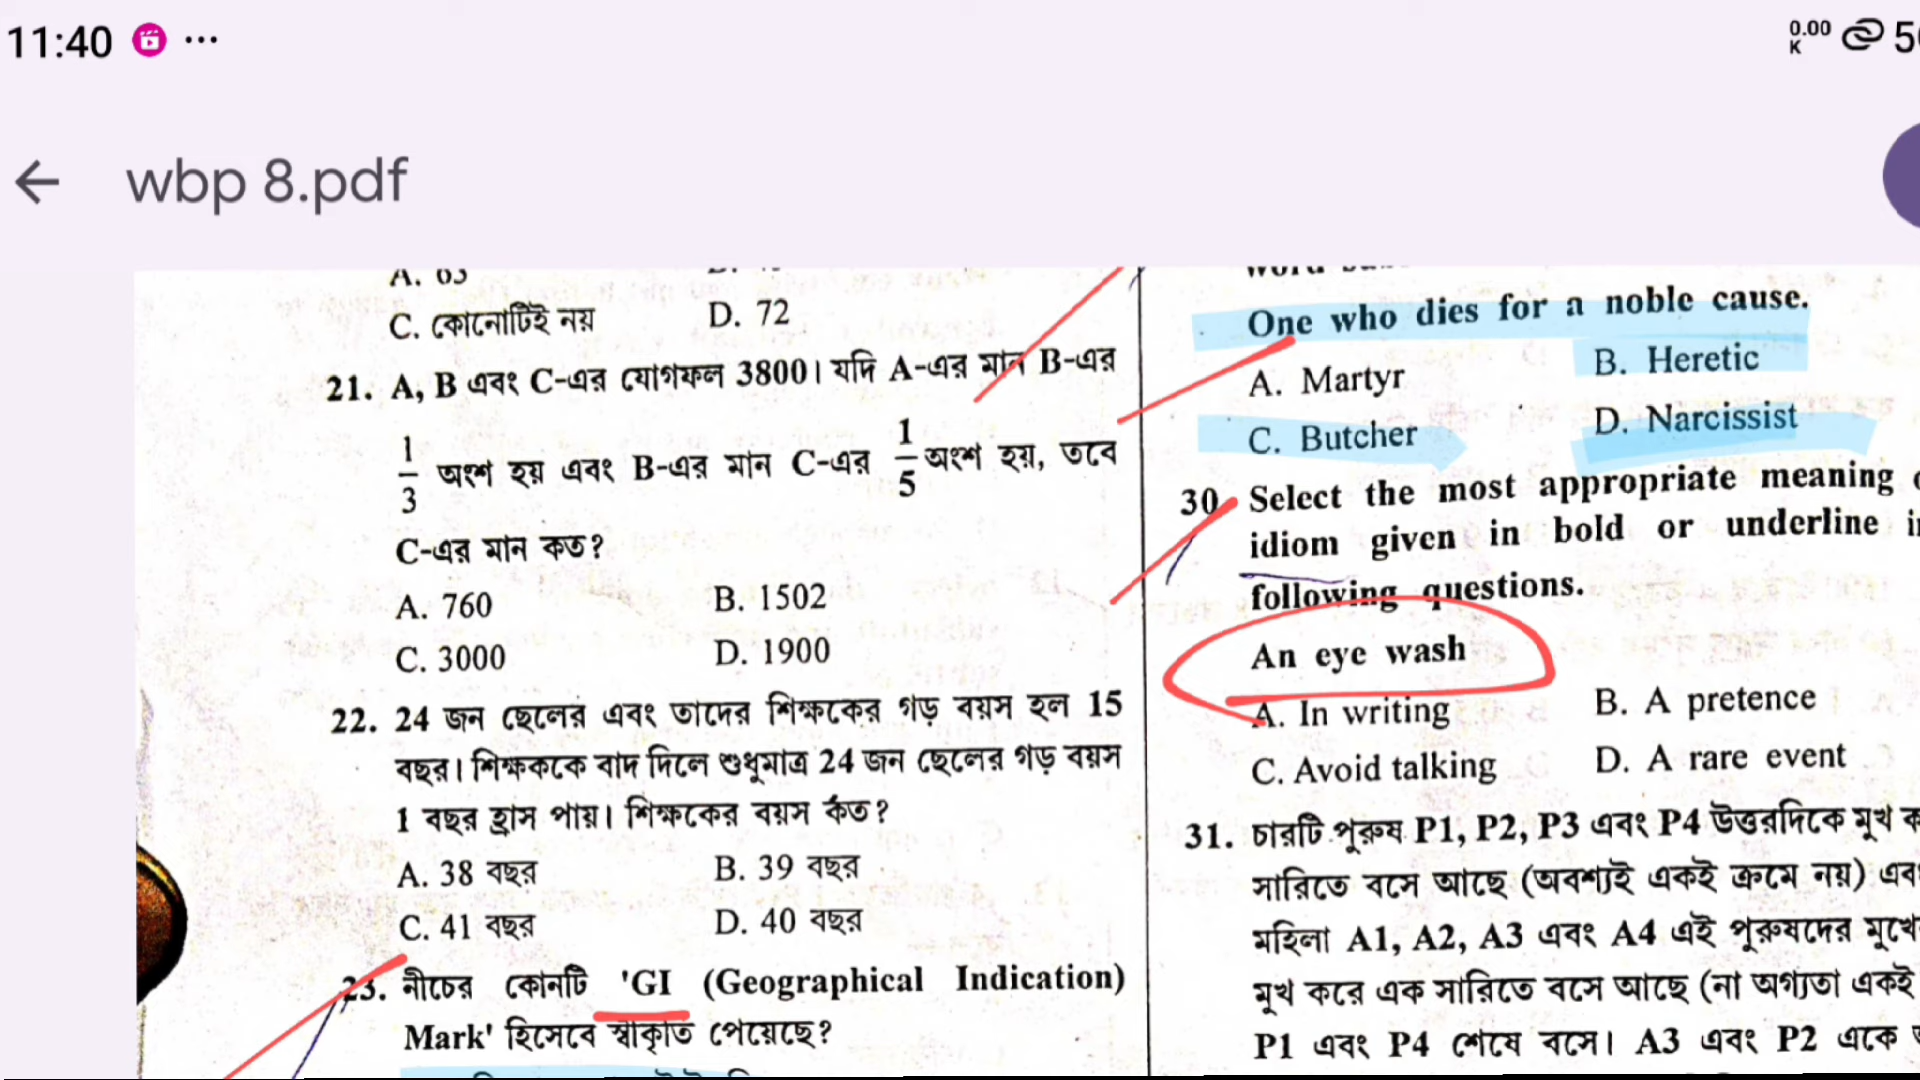 11:40
0.00
K
wbp 8.pdf
C. কোনোটিই নয়
D. 72
21. A, B এবং C-এর যোগফল 3800। যদি A-এর মান B-এর
1/3 অংশ হয় এবং B-এর মান C-এর 1/5 অংশ হয়, তবে
C-এর মান কত?
A. 760
B. 1502
C. 3000
D. 1900
22. 24 জন ছেলের এবং তাদের শিক্ষকের গড় বয়স হল 15
বছর। শিক্ষককে বাদ দিলে শুধুমাত্র 24 জন ছেলের গড় বয়স
1 বছর হ্রাস পায়। শিক্ষকের বয়স কত?
A. 38 বছর
B. 39 বছর
C. 41 বছর
D. 40 বছর
23. নীচের কোনটি 'GI (Geographical Indication)
Mark' হিসেবে স্বীকৃতি পেয়েছে?
One who dies for a noble cause.
A. Martyr
B. Heretic
C. Butcher
D. Narcissist
30. Select the most appropriate meaning
idiom given in bold or underline
following questions.
An eye wash
A. In writing
B. A pretence
C. Avoid talking
D. A rare event
31. চারটি পুরুষ P1, P2, P3 এবং P4 উত্তরদিকে মুখ
সারিতে বসে আছে (অবশ্যই একই ক্রমে নয়)
মহিলা A1, A2, A3 এবং A4 এই পুরুষদের
মুখ করে এক সারিতে বসে আছে (না অগ্যতা একই
P1 এবং P4 শেষে বসে। A3 এবং P2 একে